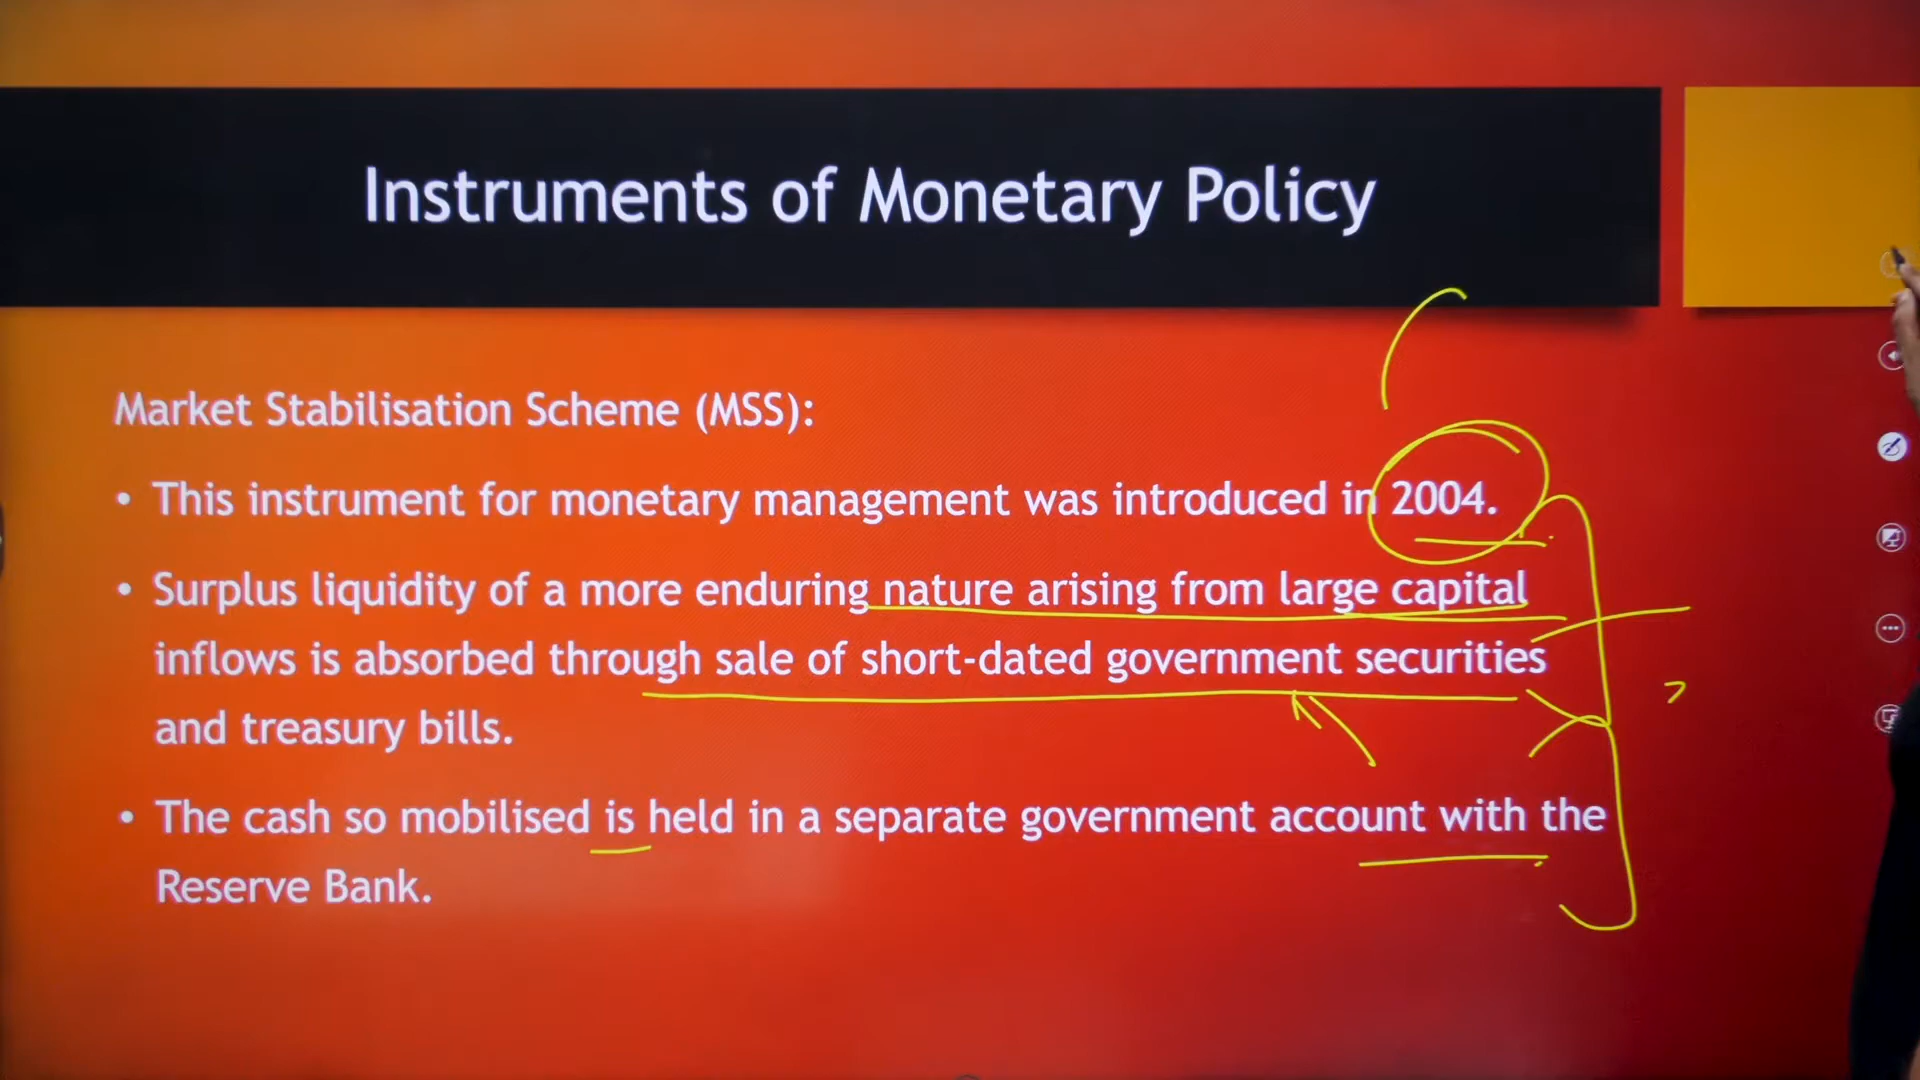 Instruments of Monetary Policy
Market Stabilisation Scheme (MSS):
• This instrument for monetary management was introduced in 2004.
• Surplus liquidity of a more enduring nature arising from large capital
inflows is absorbed through sale of short-dated government securities
and treasury bills.
• The cash so mobilised is held in a separate government account with the
Reserve Bank.